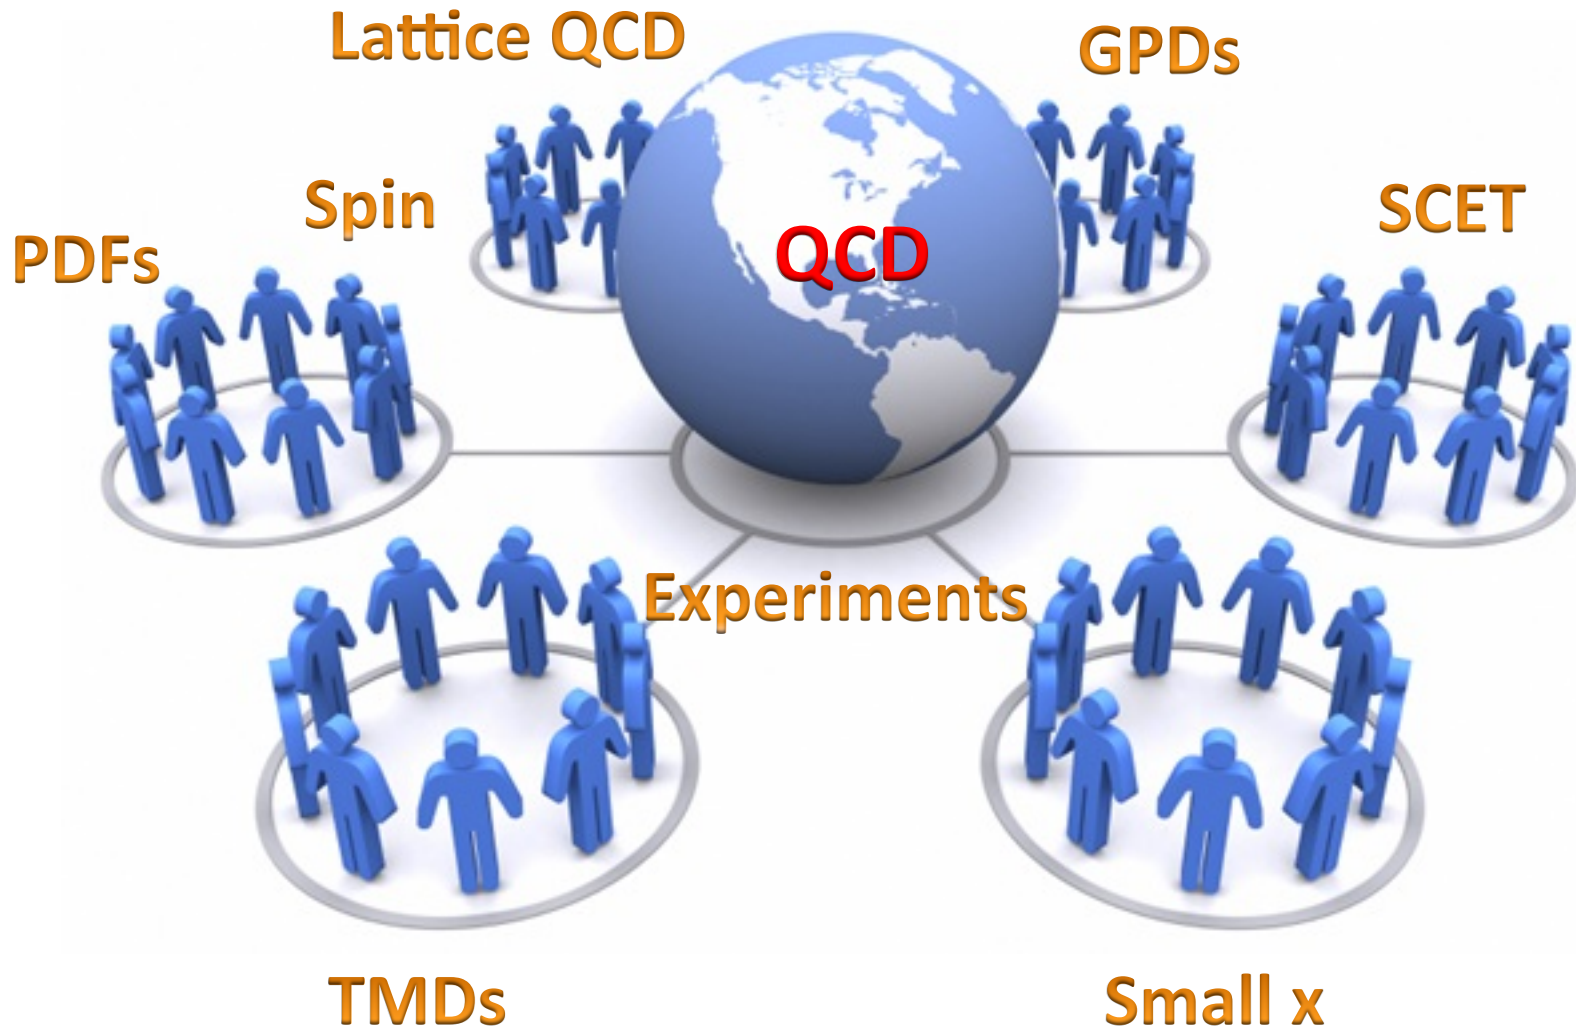 Lattice QCD
GPDs
Spin
SCET
PDFs
QCD
Experiments
TMDs
Small x